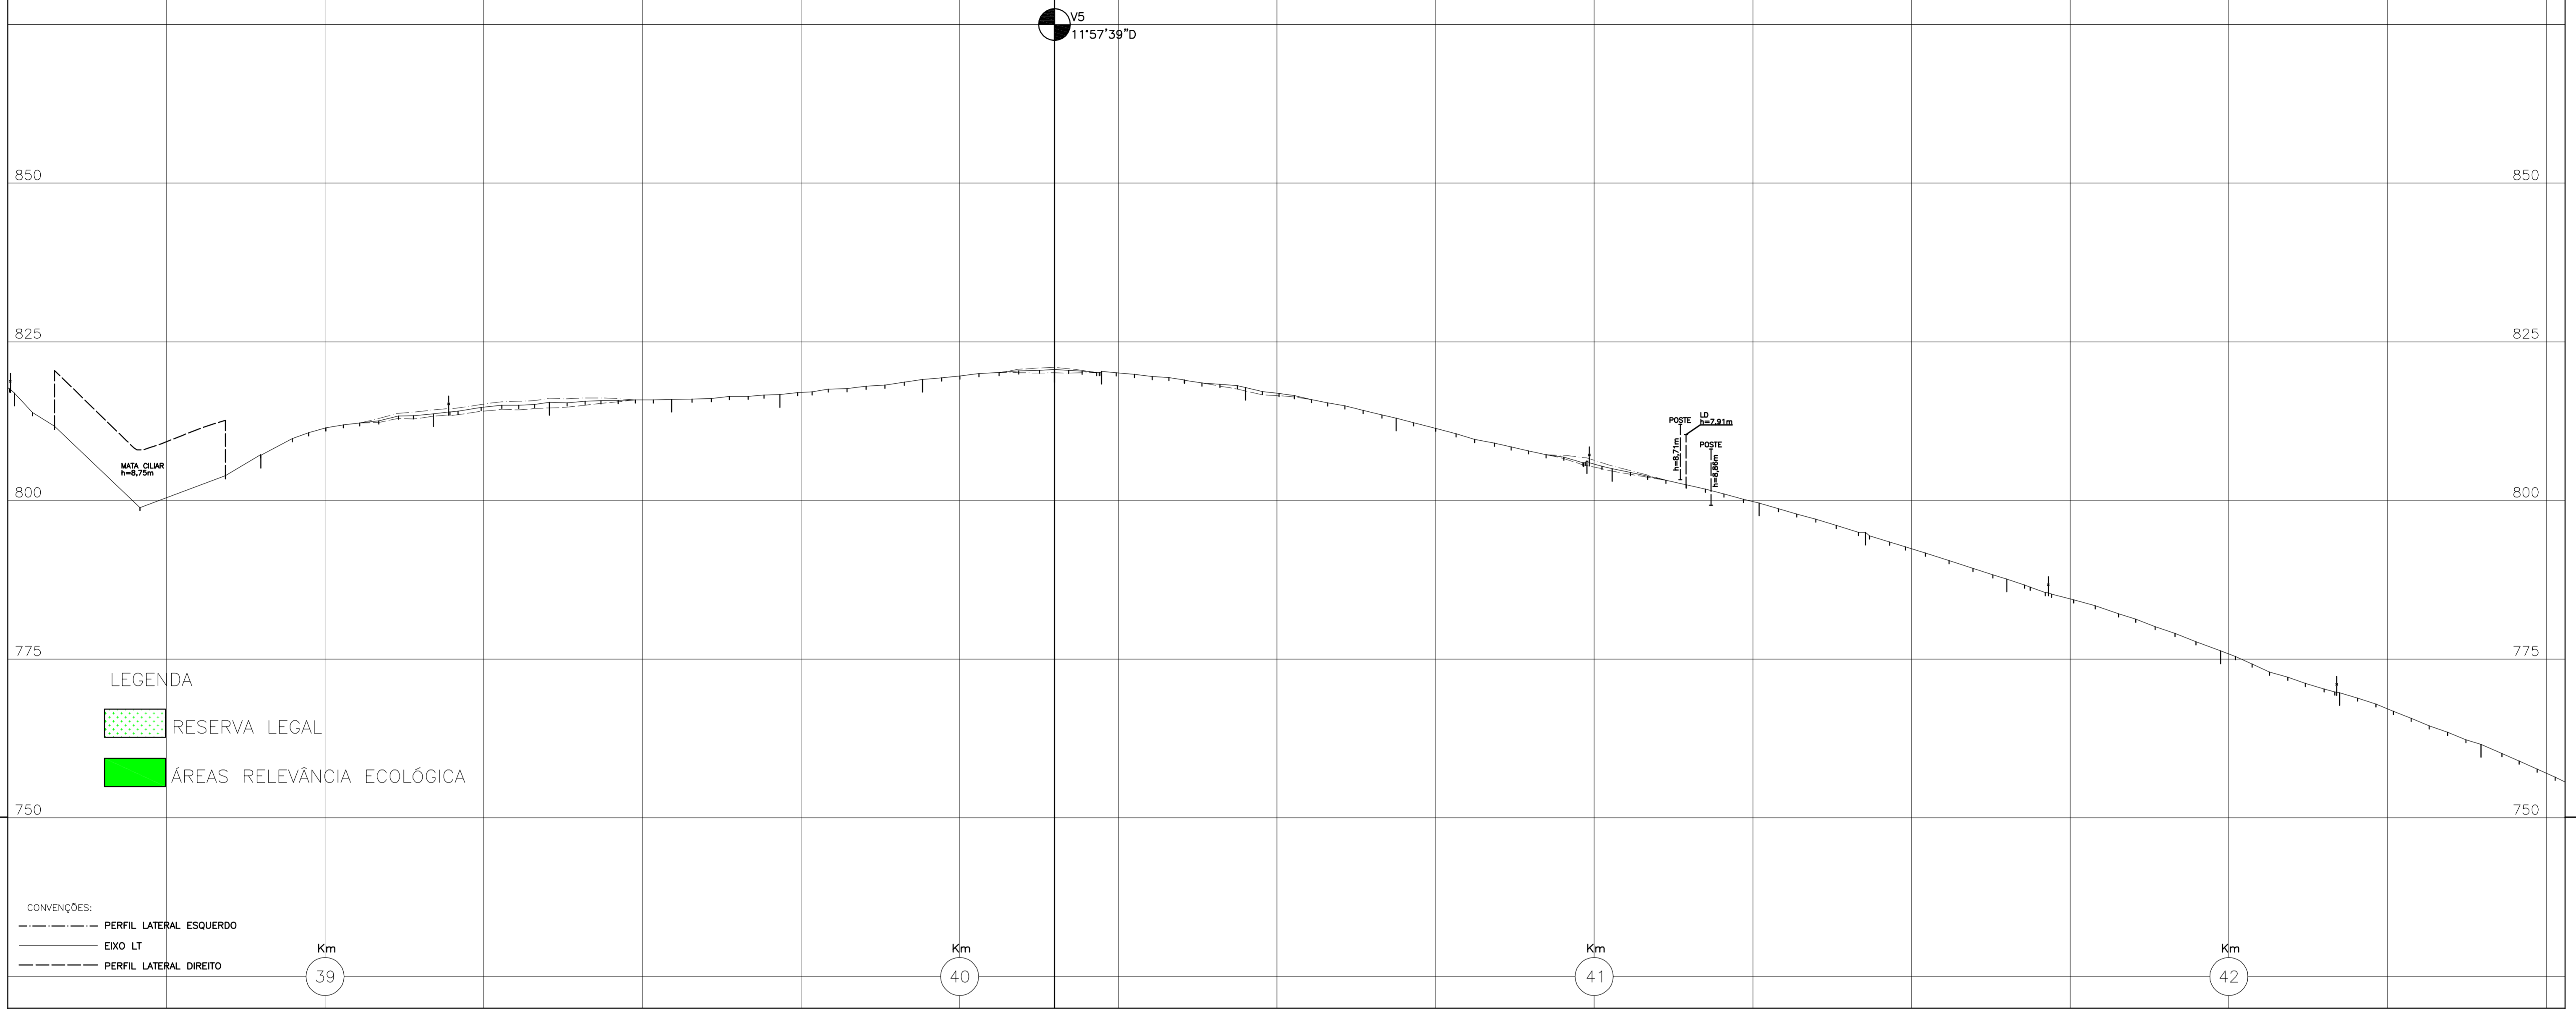 V5
11°57'39"D
850
850
825
825
LD
h=7,91m
POSTE
h=8,71m
POSTE
h=8,86m
MATA CILIAR
h=8,75m
800
800
775
775
LEGENDA
RESERVA LEGAL
ÁREAS RELEVÂNCIA ECOLÓGICA
750
750
CONVENÇÕES:
PERFIL LATERAL ESQUERDO
EIXO LT
PERFIL LATERAL DIREITO
Km
39
Km
40
Km
41
Km
42